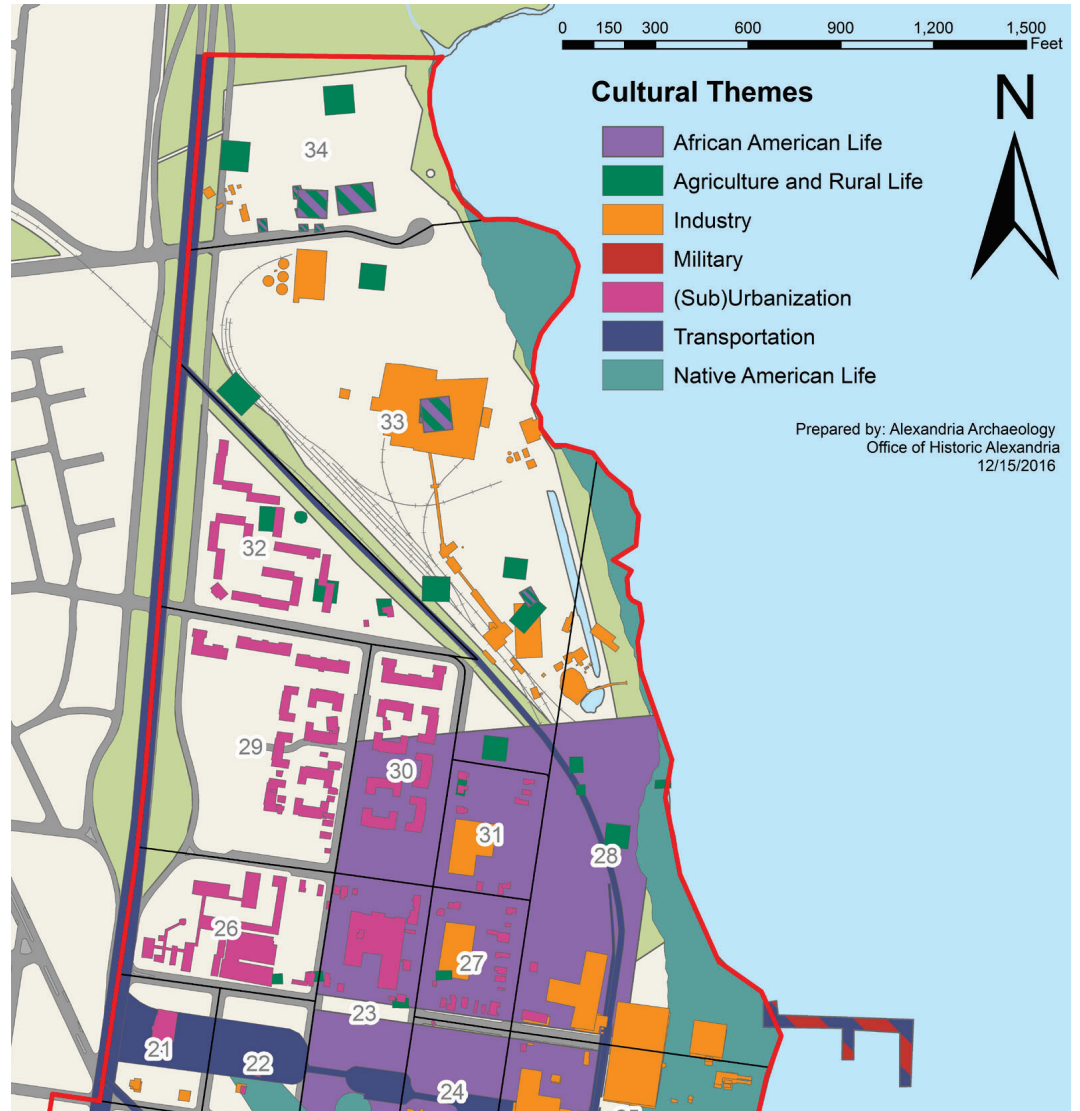 0 150 300 600 900 1,200 1,500
Feet
Cultural Themes
N
African American Life
Agriculture and Rural Life
Industry
Military
(Sub)Urbanization
Transportation
Native American Life
Prepared by: Alexandria Archaeology
Office of Historic Alexandria
12/15/2016
34
33
32
29
30
31
28
26
27
23
21
22
24